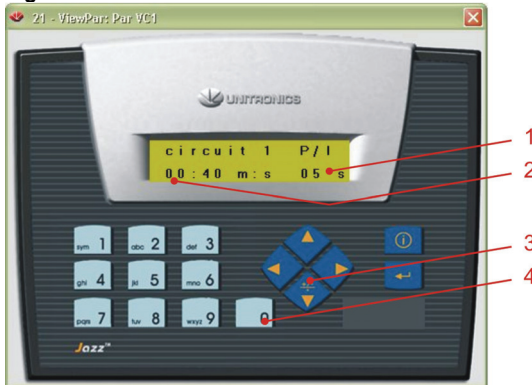 21 - ViewPar: Par VC1
UNITRONICS
circuit 1 P/I
00:40 m:s 05 s
1
2
3
4
sym 1 abc 2 def 3
ghi 4 jkl 5 mno 6
pqrs 7 tuv 8 wxyz 9 0
+/-
Jazz™